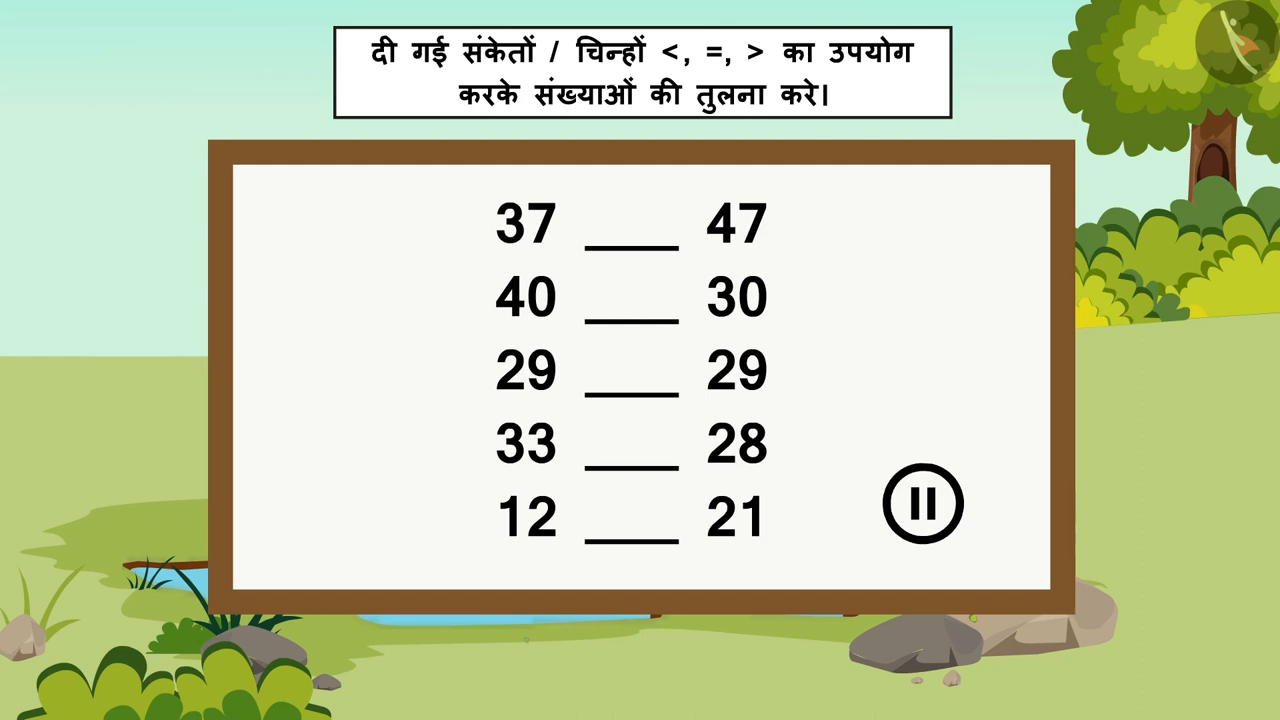 दी गई संकेतों / चिन्हों <, =, > का उपयोग
करके संख्याओं की तुलना करे।
37 ____ 47
40 ____ 30
29 ____ 29
33 ____ 28
12 ____ 21